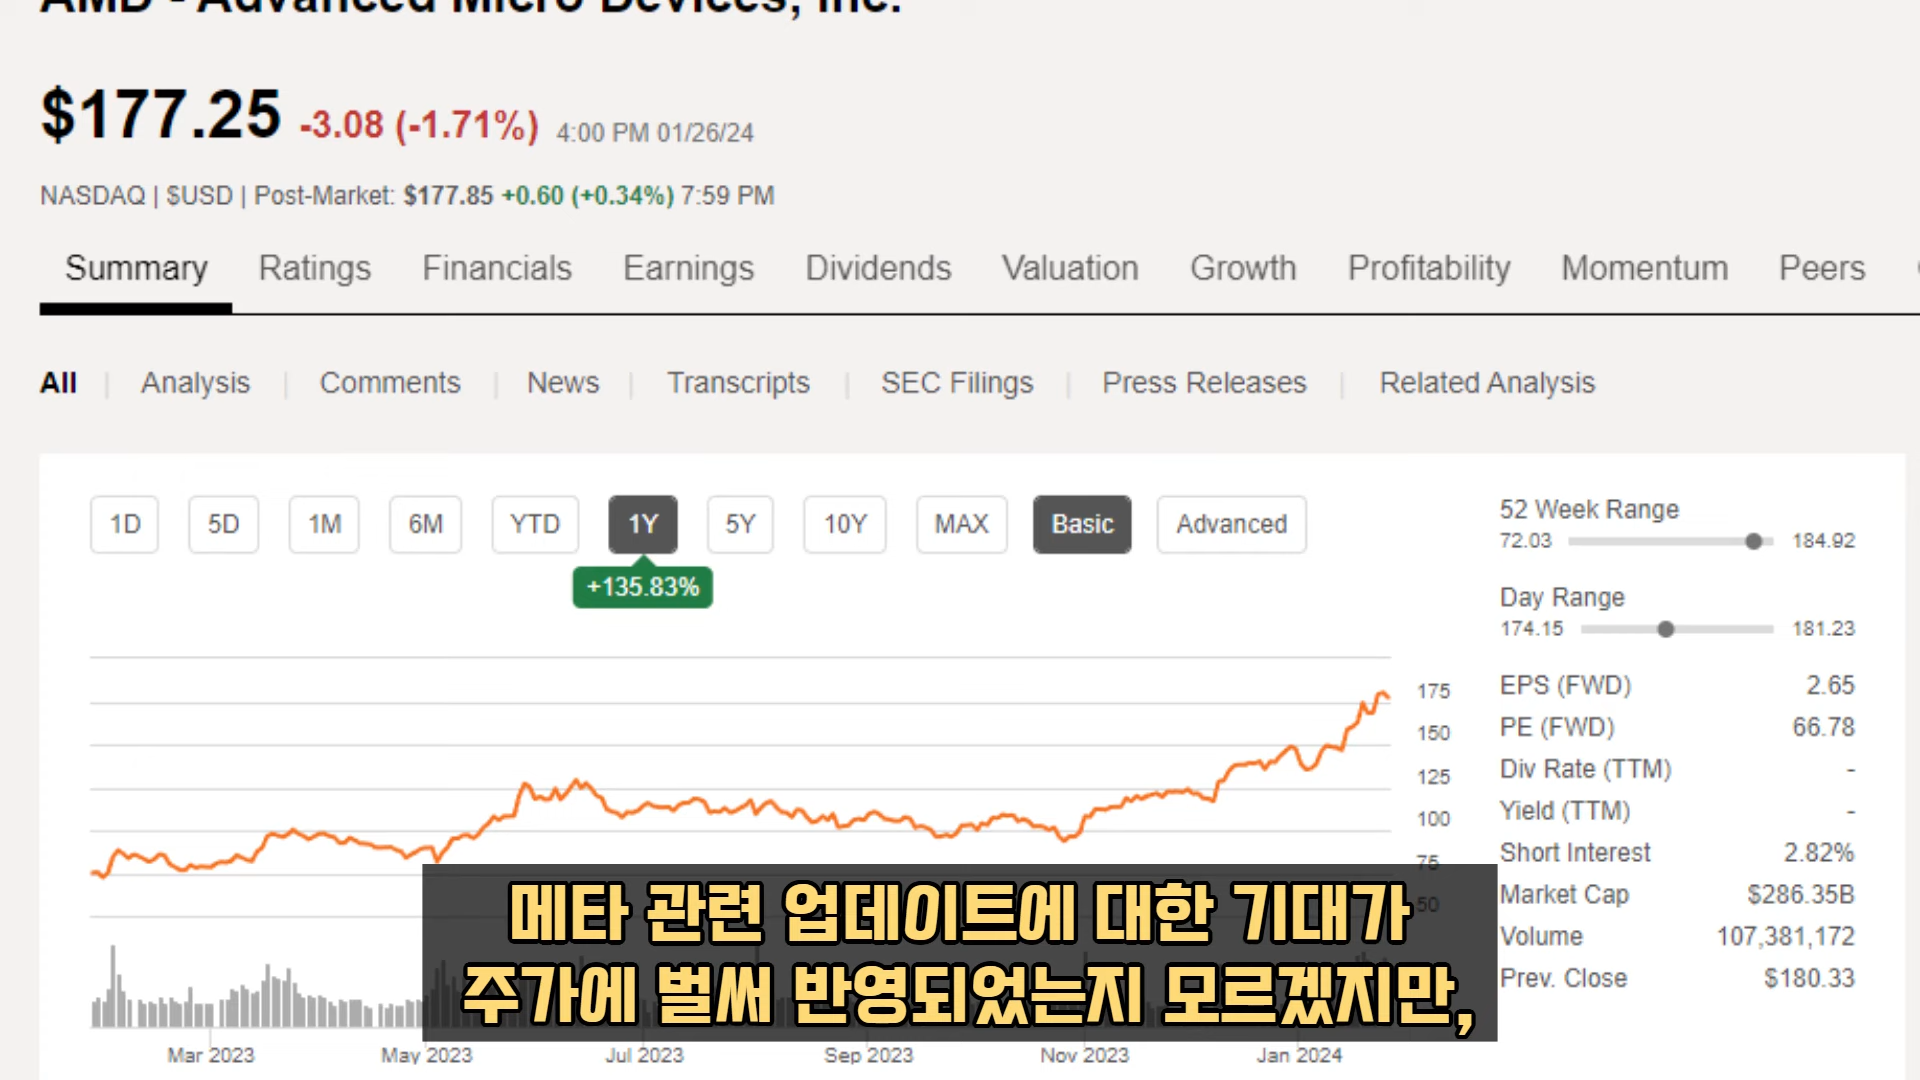 AMD - Advanced Micro Devices, Inc.
$177.25 -3.08 (-1.71%) 4:00 PM 01/26/24
NASDAQ | $USD | Post-Market: $177.85 +0.60 (+0.34%) 7:59 PM
Summary Ratings Financials Earnings Dividends Valuation Growth Profitability Momentum Peers
All | Analysis | Comments | News | Transcripts | SEC Filings | Press Releases | Related Analysis
1D 5D 1M 6M YTD 1Y 5Y 10Y MAX Basic Advanced
+135.83%
175
150
125
100
75
50
Mar 2023 May 2023 Jul 2023 Sep 2023 Nov 2023 Jan 2024
52 Week Range
72.03 184.92
Day Range
174.15 181.23
EPS (FWD) 2.65
PE (FWD) 66.78
Div Rate (TTM) -
Yield (TTM) -
Short Interest 2.82%
Market Cap $286.35B
Volume 107,381,172
Prev. Close $180.33
메타 관련 업데이트에 대한 기대가
주가에 벌써 반영되었는지 모르겠지만,